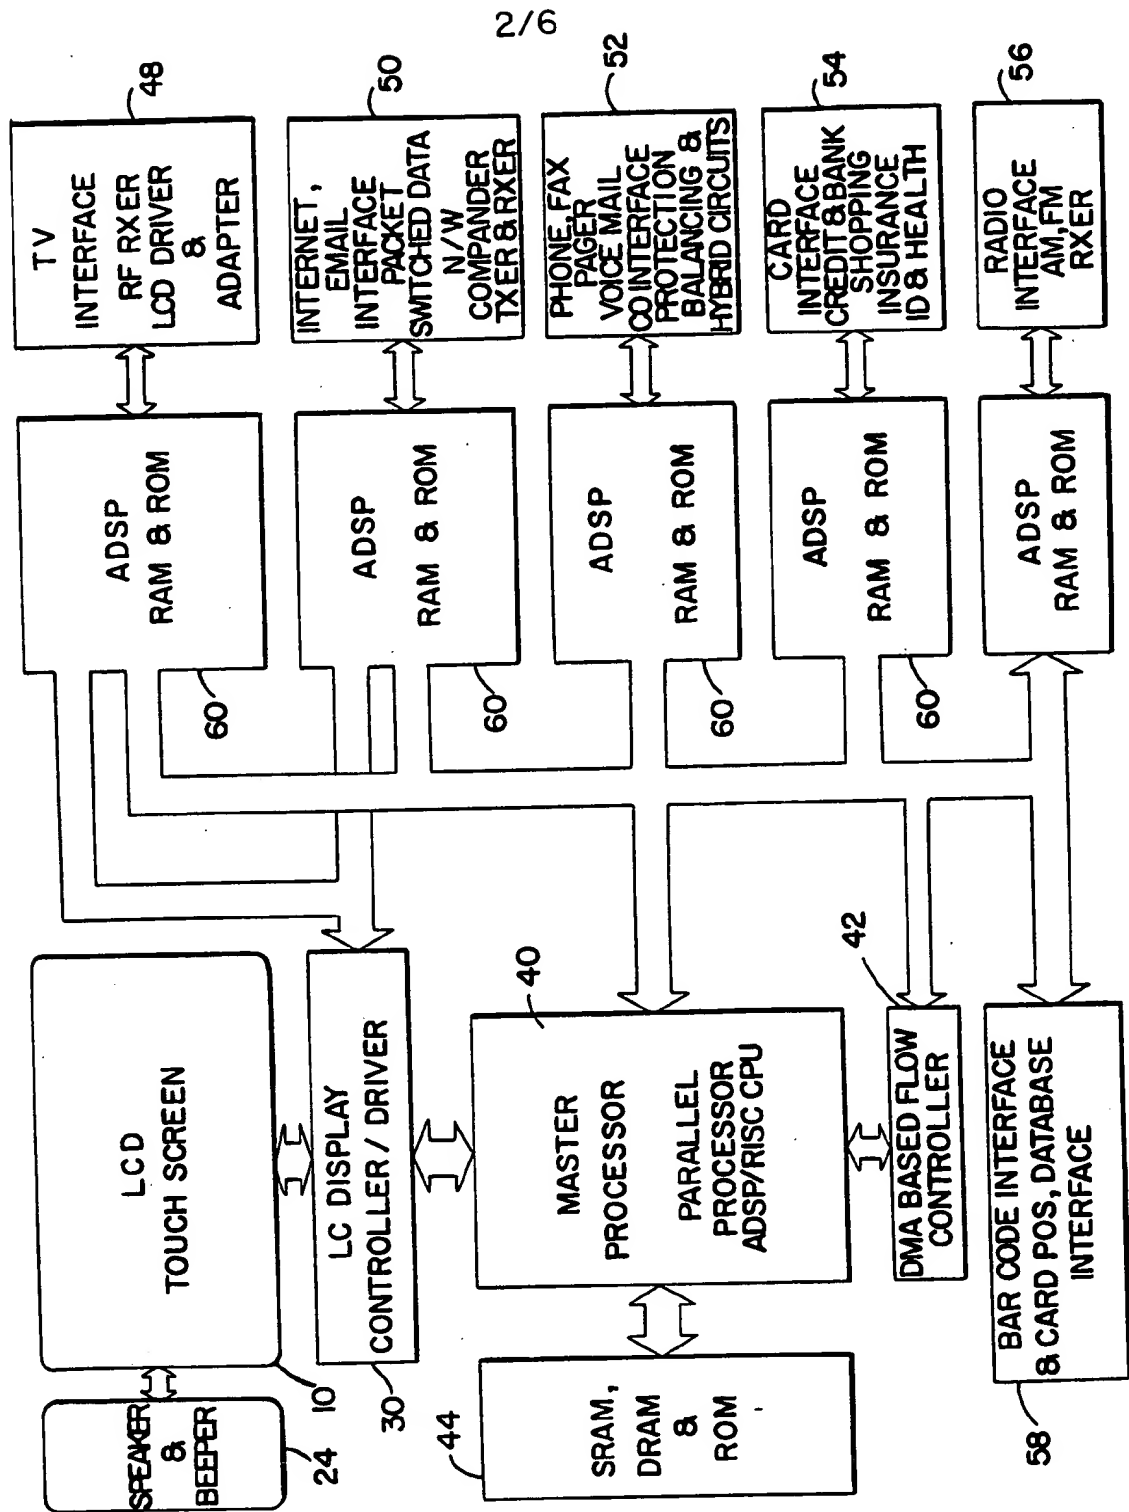 2/6
TV
INTERFACE
RF RXER
LCD DRIVER
&
ADAPTER
48
INTERNET,
EMAIL
INTERFACE
PACKET
SWITCHED DATA
N/W
COMPANDER
TXER & RXER
50
PHONE, FAX
PAGER
VOICE MAIL
CO INTERFACE
PROTECTION
BALANCING &
HYBRID CIRCUITS
52
CARD
INTERFACE
CREDIT & BANK
SHOPPING
INSURANCE
ID & HEALTH
54
RADIO
INTERFACE
AM, FM
RXER
56
ADSP
RAM & ROM
60
ADSP
RAM & ROM
60
ADSP
RAM & ROM
60
ADSP
RAM & ROM
60
ADSP
RAM & ROM
LCD
TOUCH SCREEN
10
LC DISPLAY
CONTROLLER / DRIVER
30
MASTER
PROCESSOR
PARALLEL
PROCESSOR
ADSP/RISC CPU
40
DMA BASED FLOW
CONTROLLER
42
BAR CODE INTERFACE
& CARD POS, DATABASE
INTERFACE
58
SPEAKER
&
BEEPER
24
SRAM,
DRAM
&
ROM
44